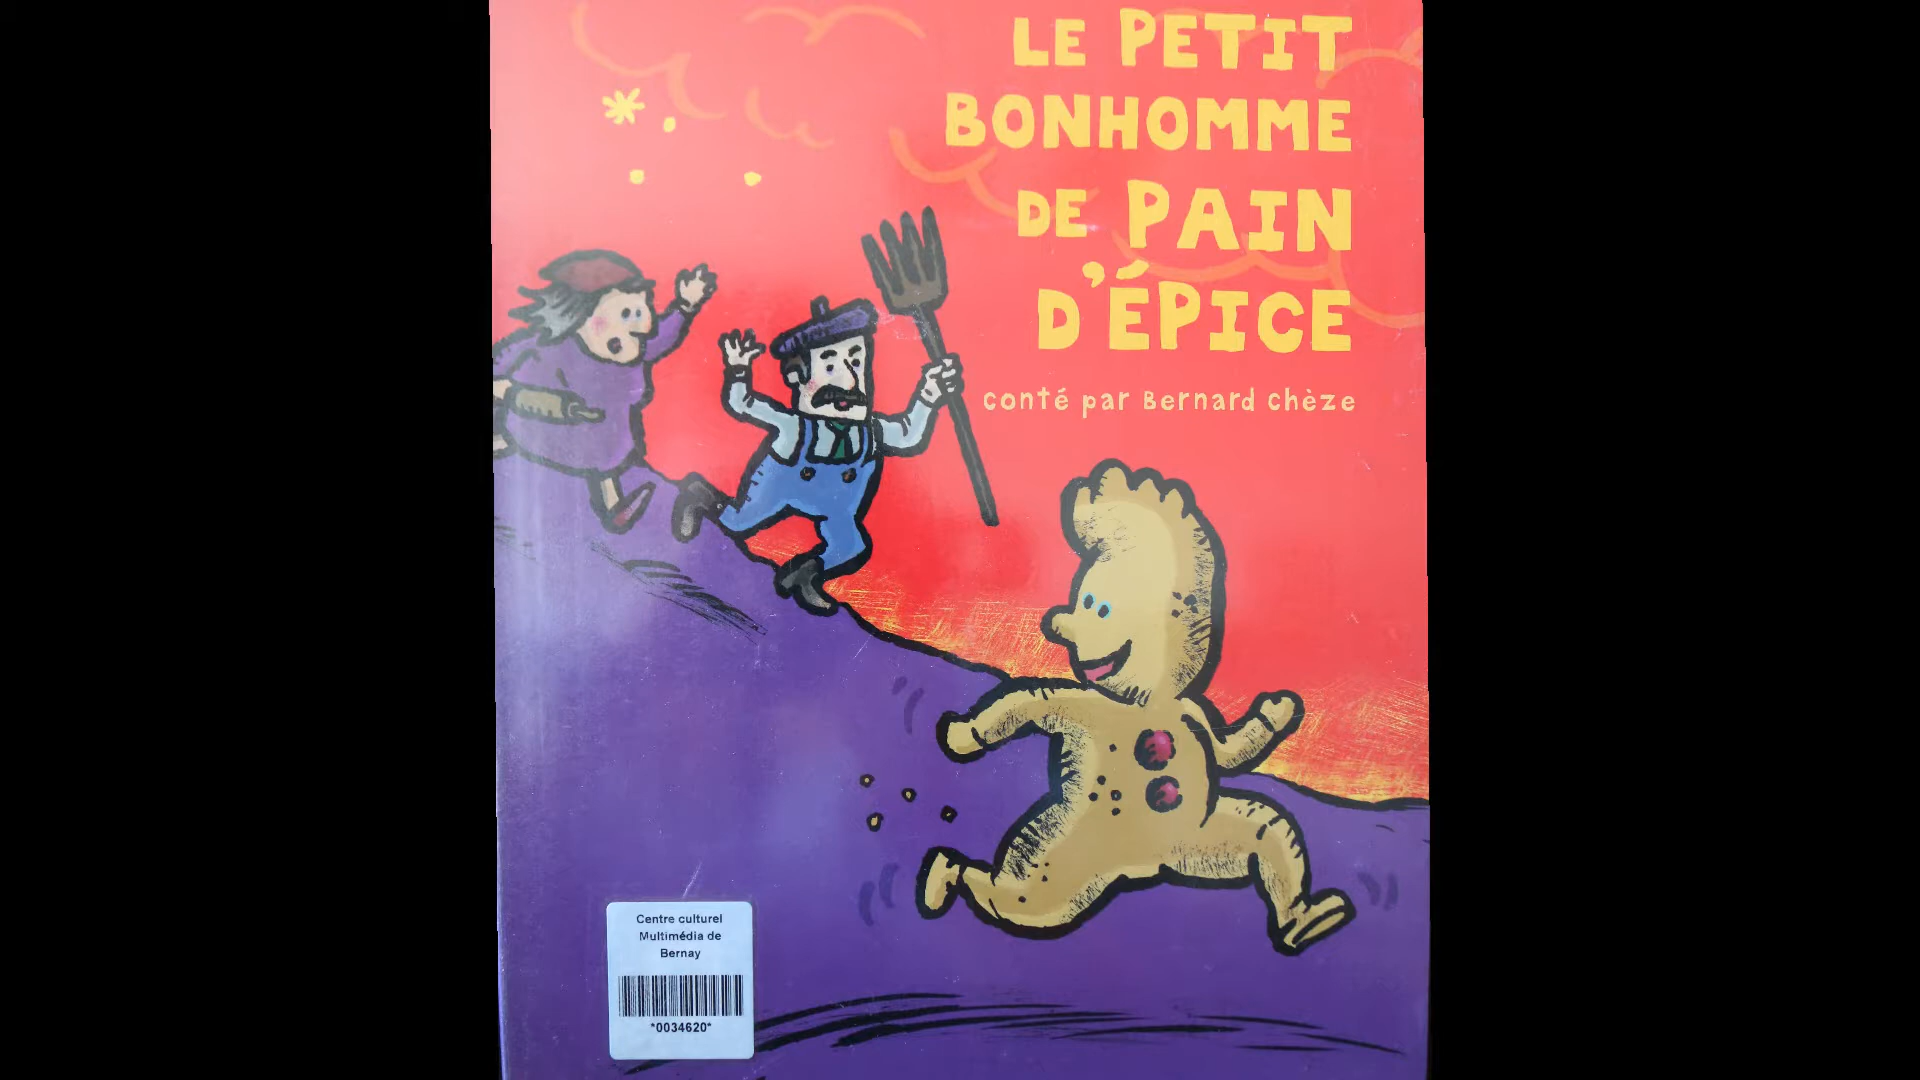 LE PETIT
BONHOMME
DE PAIN
D'ÉPICE
conté par Bernard Chèze
Centre culturel
Multimédia de
Bernay
*0034620*